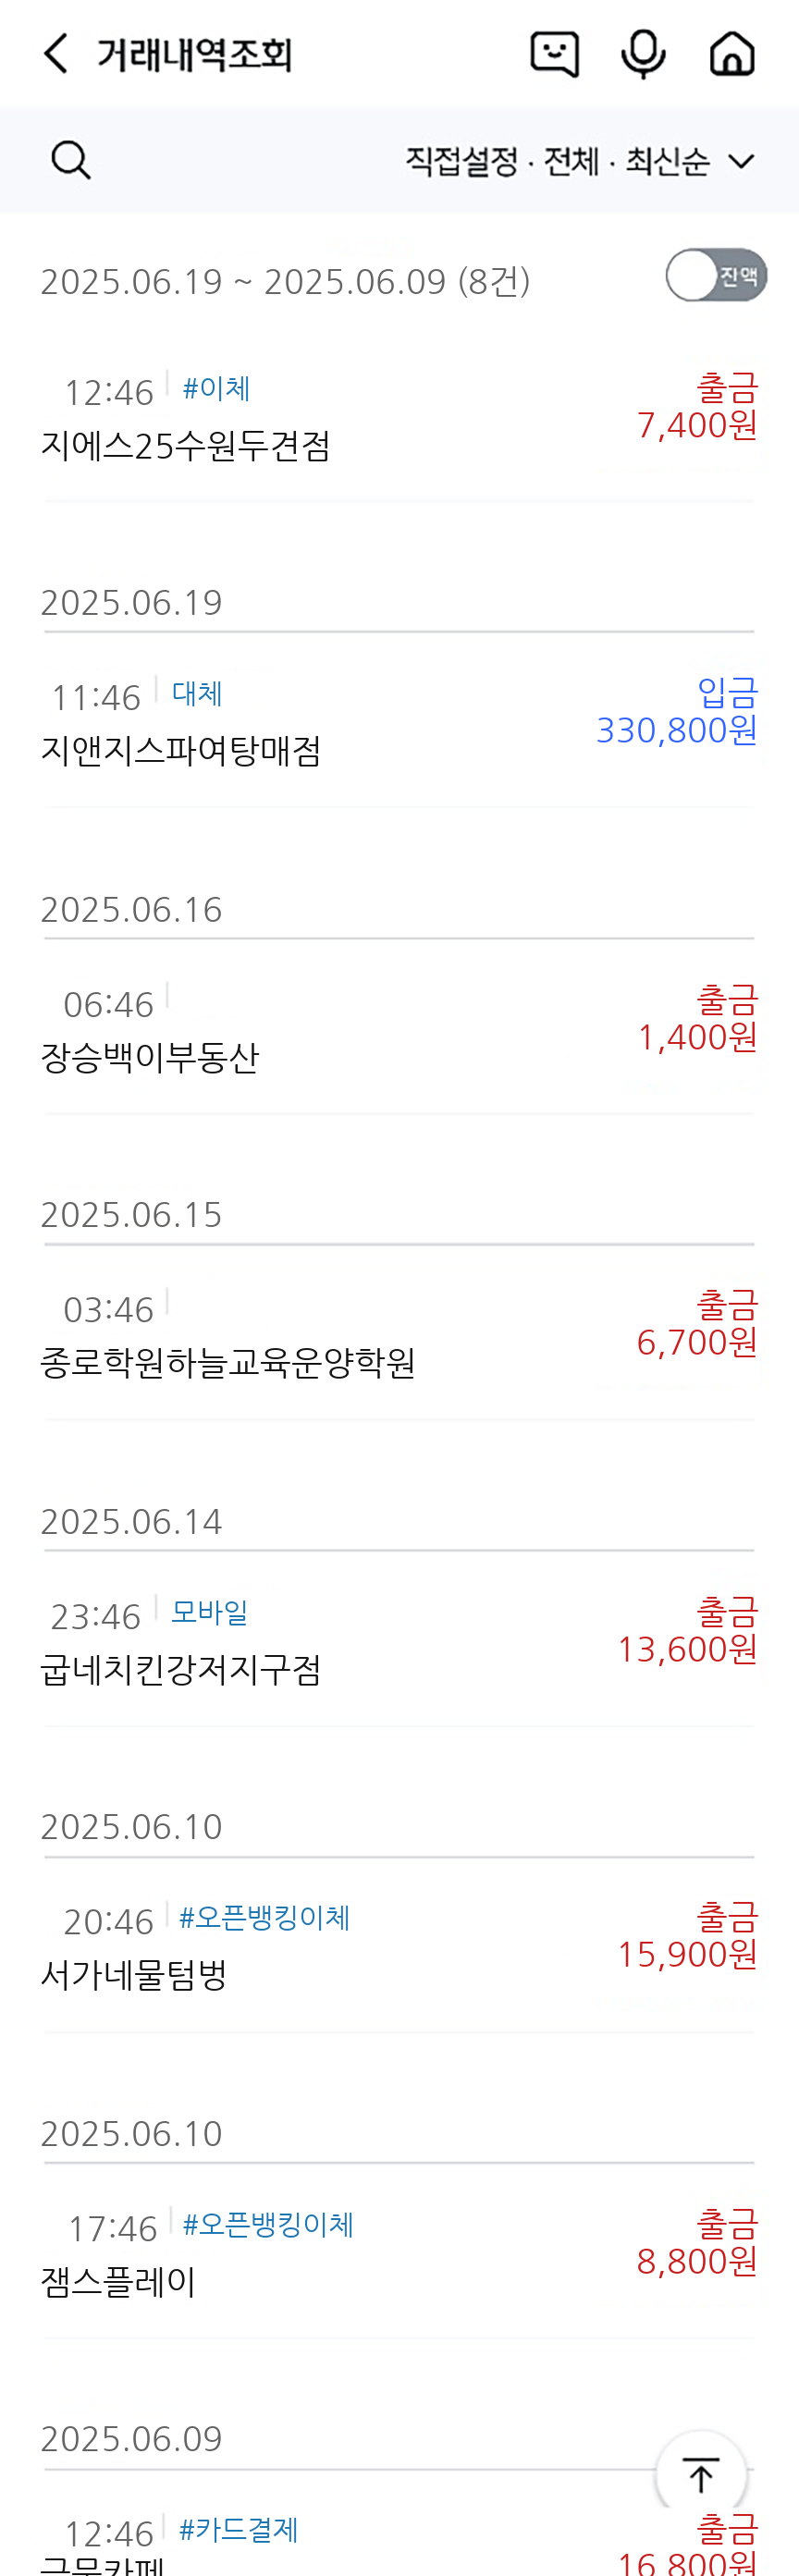 거래내역조회
직접설정 · 전체 · 최신순
2025.06.19 ~ 2025.06.09 (8건)
잔액
12:46 #이체
출금
지에스25수원두견점
7,400원
2025.06.19
11:46 대체
입금
지앤지스파여탕매점
330,800원
2025.06.16
06:46
출금
장승백이부동산
1,400원
2025.06.15
03:46
출금
종로학원하늘교육운양학원
6,700원
2025.06.14
23:46 모바일
출금
굽네치킨강저지구점
13,600원
2025.06.10
20:46 #오픈뱅킹이체
출금
서가네물텀벙
15,900원
2025.06.10
17:46 #오픈뱅킹이체
출금
잼스플레이
8,800원
2025.06.09
12:46 #카드결제
출금
16,800원